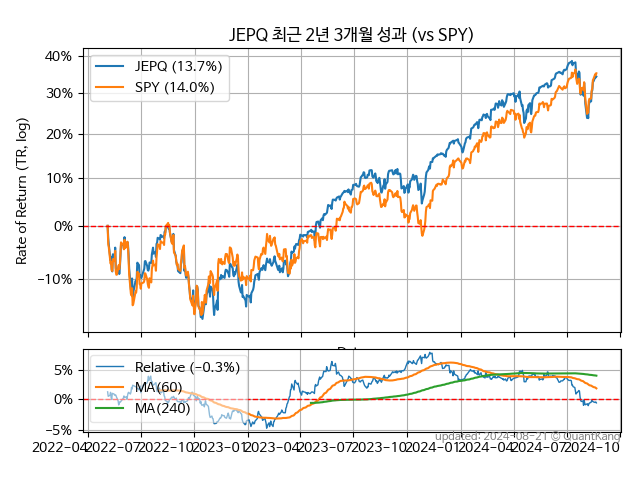 JEPQ 최근 2년 3개월 성과 (vs SPY)
Rate of Return (TR, log)
40%
30%
20%
10%
0%
−10%
JEPQ (13.7%)
SPY (14.0%)
5%
0%
−5%
Relative (−0.3%)
MA(60)
MA(240)
updated: 2024-08-21 © QuantKang
2022-04
2022-07
2022-10
2023-01
2023-04
2023-07
2023-10
2024-01
2024-04
2024-07
2024-10